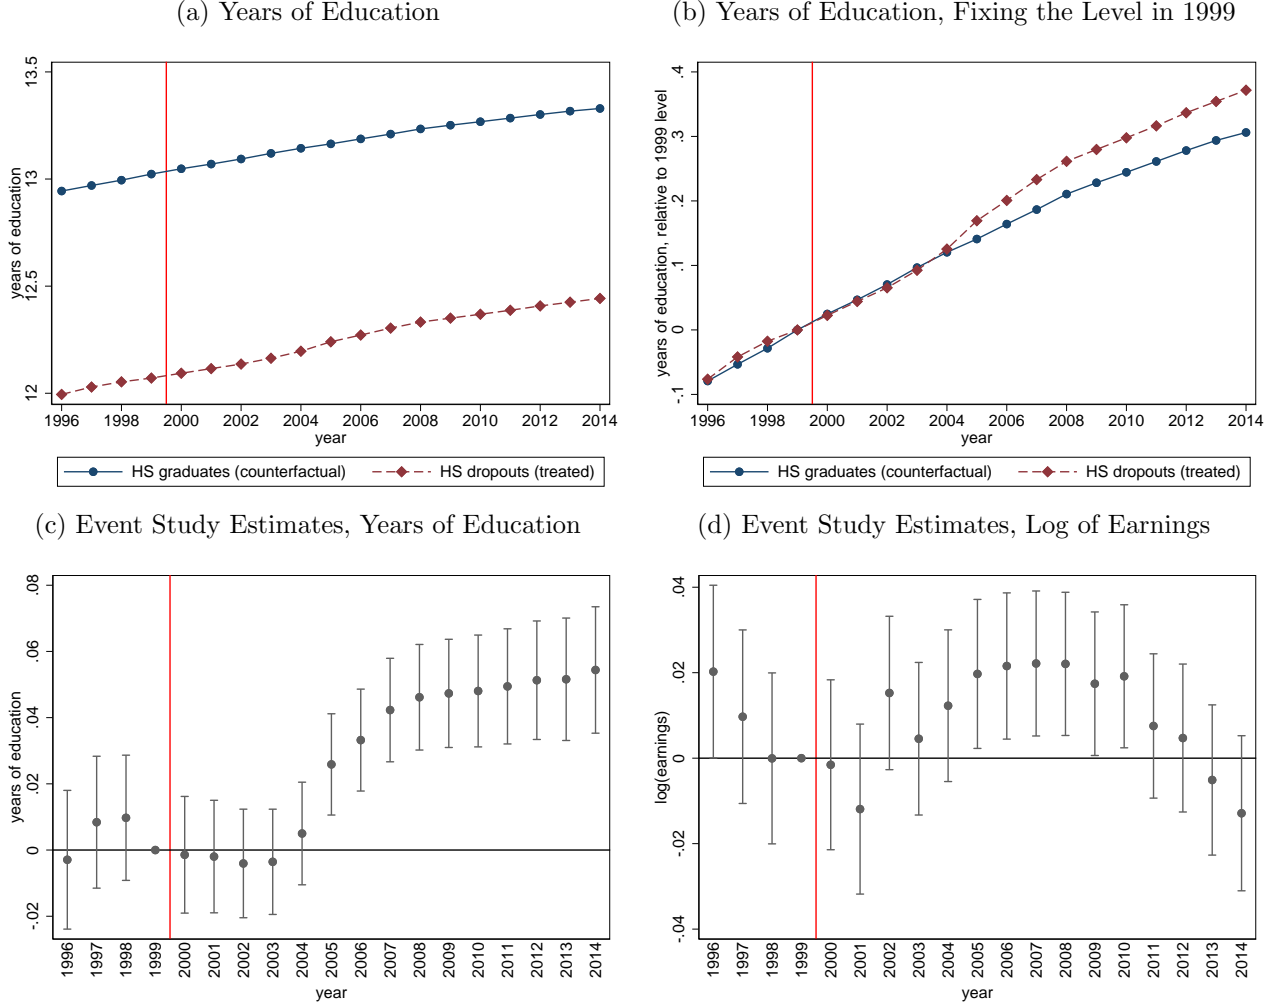 (a) Years of Education
years of education
13.5
13
12.5
12
1996 1998 2000 2002 2004 2006 2008 2010 2012 2014
year
HS graduates (counterfactual) HS dropouts (treated)
(b) Years of Education, Fixing the Level in 1999
years of education, relative to 1999 level
.4
.3
.2
.1
0
-.1
1996 1998 2000 2002 2004 2006 2008 2010 2012 2014
year
HS graduates (counterfactual) HS dropouts (treated)
(c) Event Study Estimates, Years of Education
years of education
.08
.06
.04
.02
0
-.02
1996 1997 1998 1999 2000 2001 2002 2003 2004 2005 2006 2007 2008 2009 2010 2011 2012 2013 2014
year
(d) Event Study Estimates, Log of Earnings
log(earnings)
.04
.02
0
-.02
-.04
1996 1997 1998 1999 2000 2001 2002 2003 2004 2005 2006 2007 2008 2009 2010 2011 2012 2013 2014
year